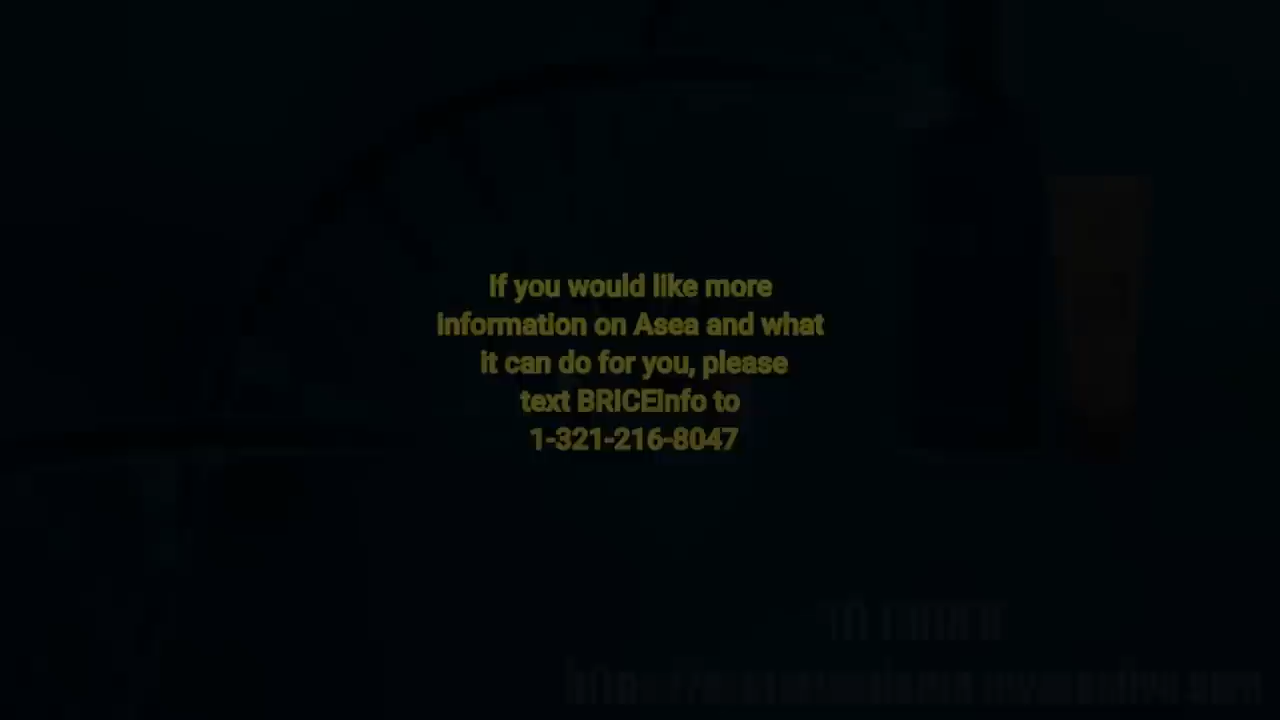 If you would like more
information on Asea and what
it can do for you, please
text BRICEinfo to
1-321-216-8047